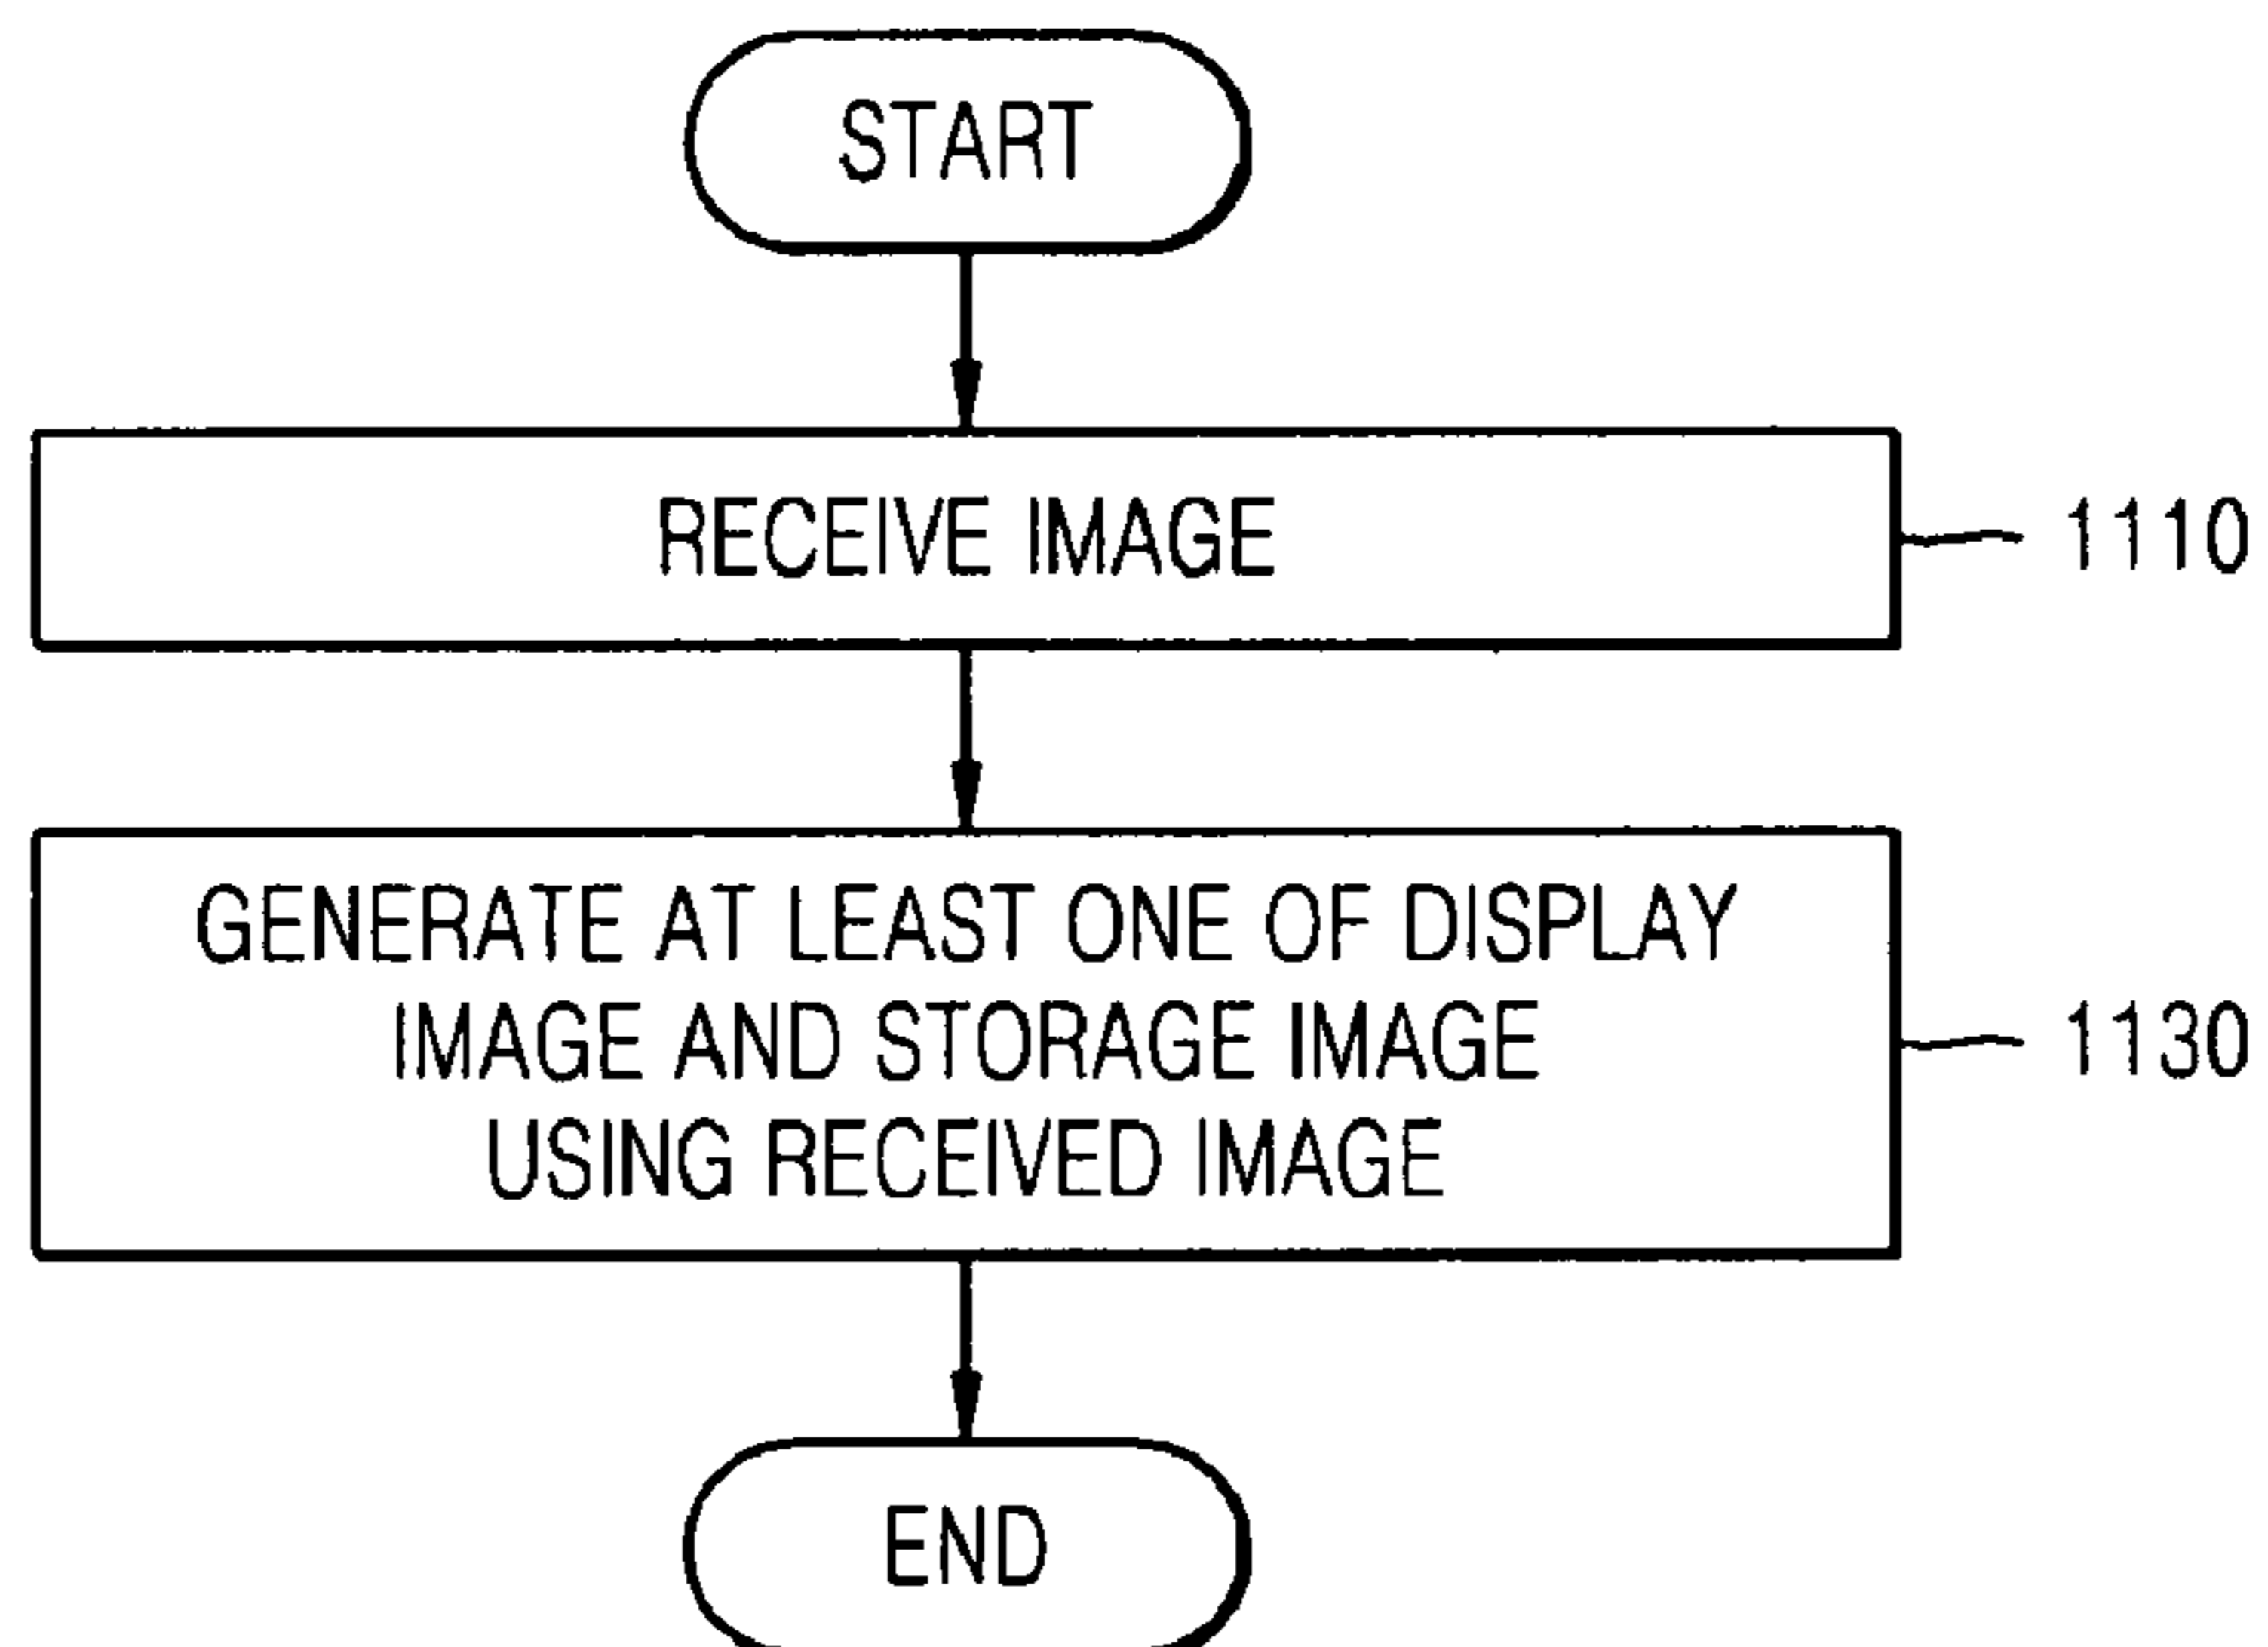 START
RECEIVE IMAGE
1110
GENERATE AT LEAST ONE OF DISPLAY
IMAGE AND STORAGE IMAGE
USING RECEIVED IMAGE
1130
END